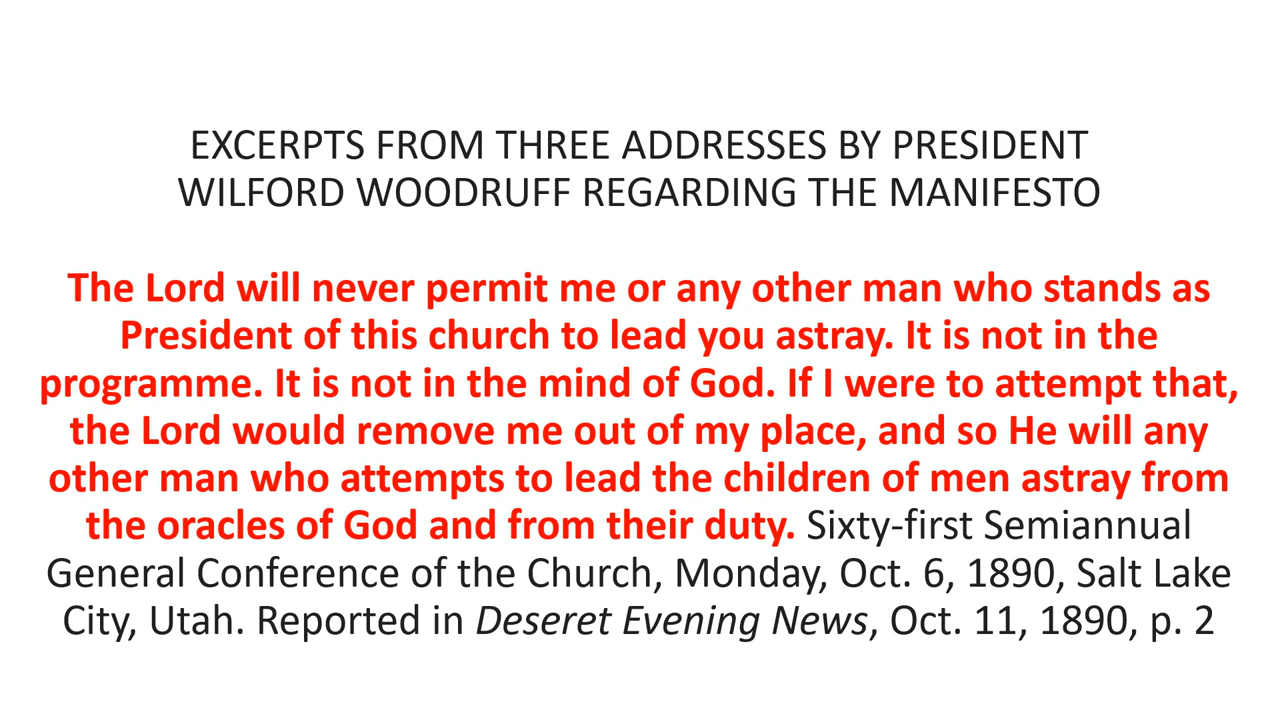 EXCERPTS FROM THREE ADDRESSES BY PRESIDENT
WILFORD WOODRUFF REGARDING THE MANIFESTO
The Lord will never permit me or any other man who stands as
President of this church to lead you astray. It is not in the
programme. It is not in the mind of God. If I were to attempt that,
the Lord would remove me out of my place, and so He will any
other man who attempts to lead the children of men astray from
the oracles of God and from their duty. Sixty-first Semiannual
General Conference of the Church, Monday, Oct. 6, 1890, Salt Lake
City, Utah. Reported in Deseret Evening News, Oct. 11, 1890, p. 2